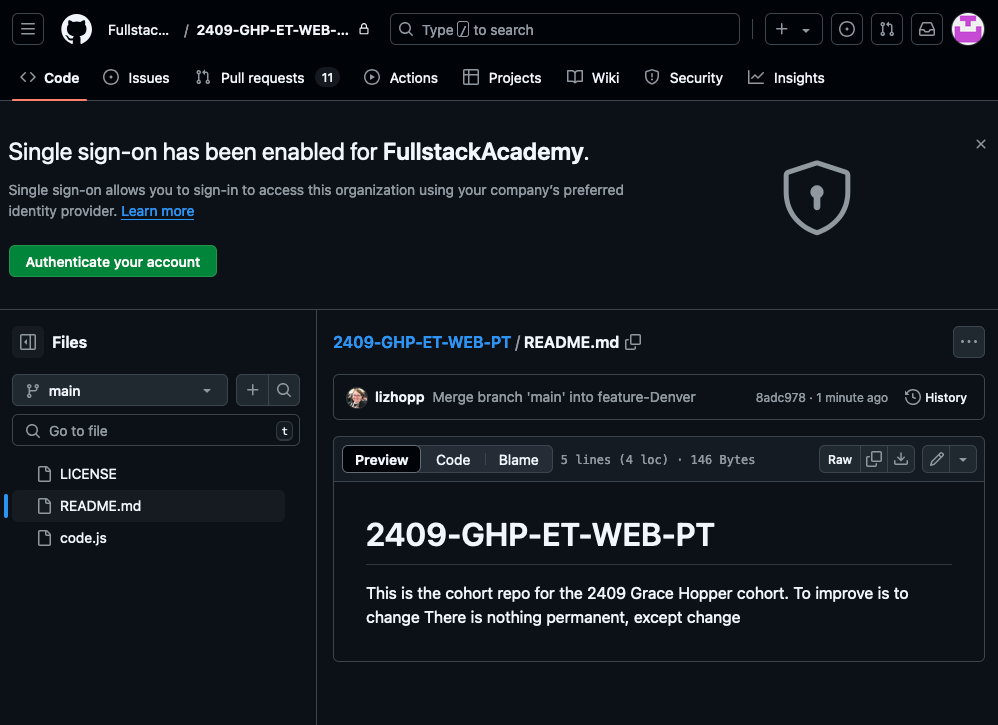 Fullstac... / 2409-GHP-ET-WEB-... Type / to search
Code Issues Pull requests 11 Actions Projects Wiki Security Insights
Single sign-on has been enabled for FullstackAcademy.
Single sign-on allows you to sign-in to access this organization using your company's preferred
identity provider. Learn more
Authenticate your account
Files
main
Go to file t
LICENSE
README.md
code.js
2409-GHP-ET-WEB-PT / README.md
lizhopp Merge branch 'main' into feature-Denver 8adc978 · 1 minute ago History
Preview Code Blame 5 lines (4 loc) · 146 Bytes Raw
2409-GHP-ET-WEB-PT
This is the cohort repo for the 2409 Grace Hopper cohort. To improve is to
change There is nothing permanent, except change